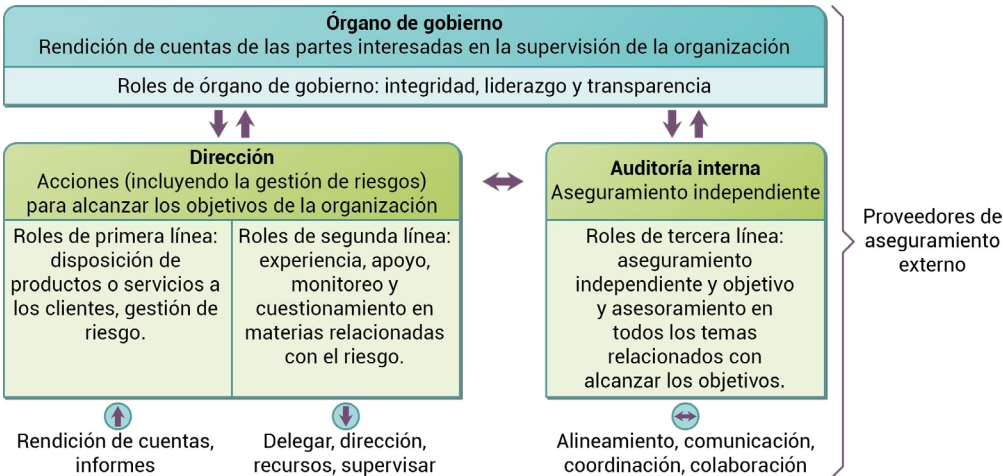 Órgano de gobierno
Rendición de cuentas de las partes interesadas en la supervisión de la organización
Roles de órgano de gobierno: integridad, liderazgo y transparencia
Dirección
Acciones (incluyendo la gestión de riesgos)
para alcanzar los objetivos de la organización
Roles de primera línea:
disposición de
productos o servicios a
los clientes, gestión de
riesgo.
Roles de segunda línea:
experiencia, apoyo,
monitoreo y
cuestionamiento en
materias relacionadas
con el riesgo.
Auditoría interna
Aseguramiento independiente
Roles de tercera línea:
aseguramiento
independiente y objetivo
y asesoramiento en
todos los temas
relacionados con
alcanzar los objetivos.
Proveedores de
aseguramiento
externo
Rendición de cuentas,
informes
Delegar, dirección,
recursos, supervisar
Alineamiento, comunicación,
coordinación, colaboración